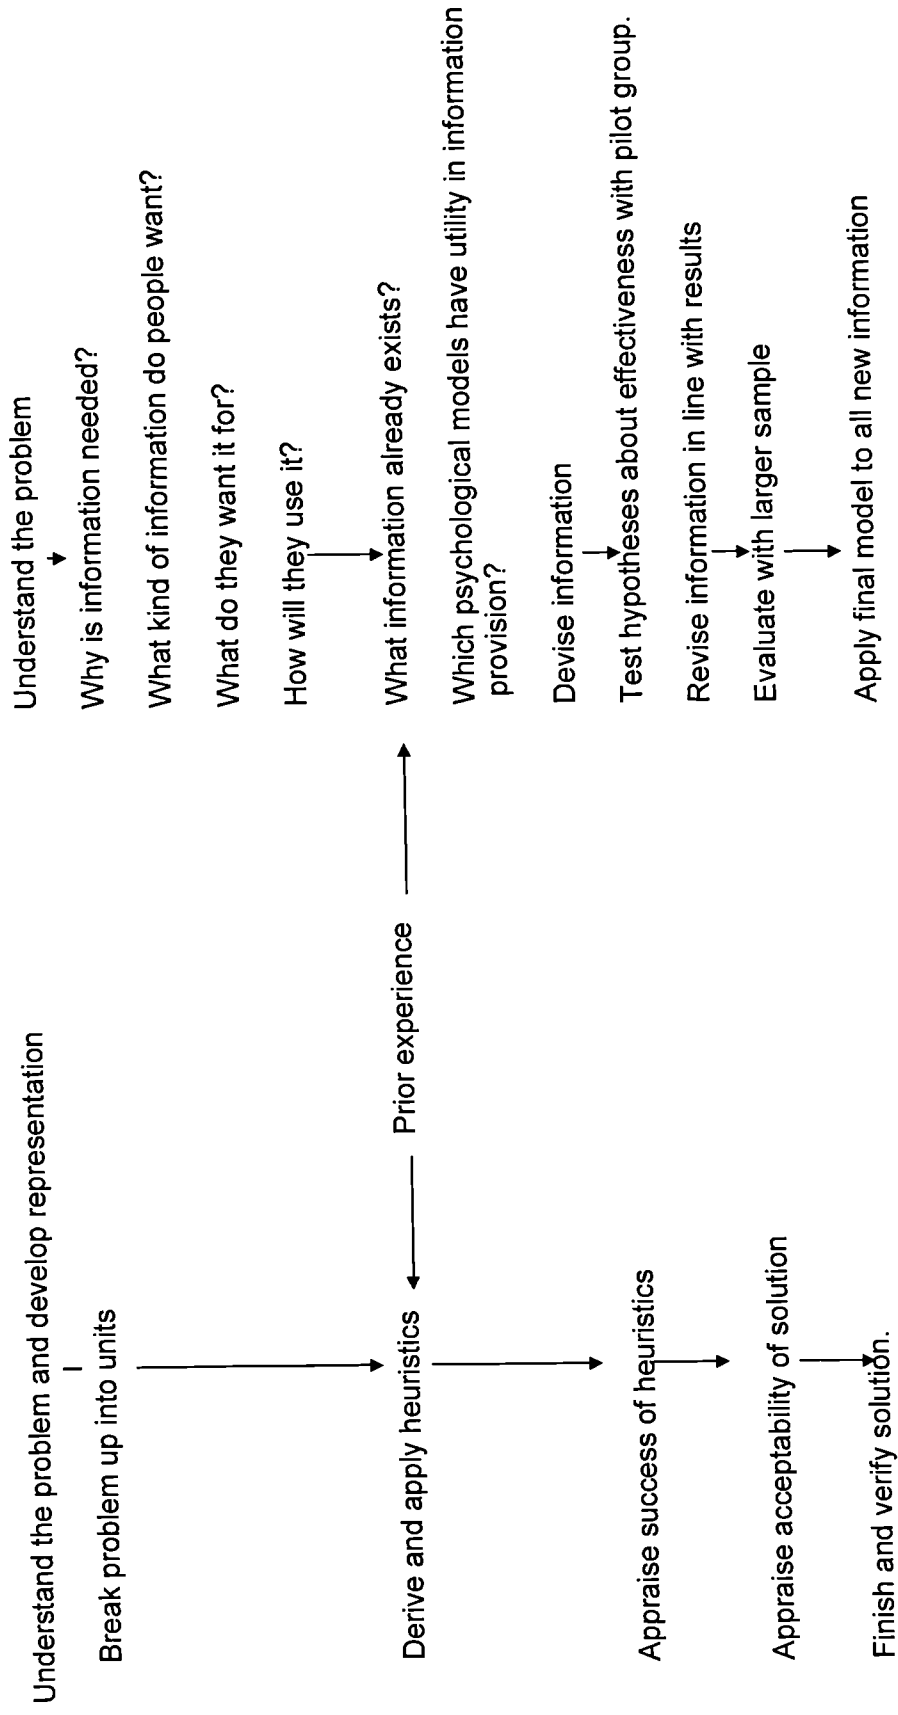 Understand the problem and develop representation
Break problem up into units
Derive and apply heuristics
Appraise success of heuristics
Appraise acceptability of solution
Finish and verify solution.
Prior experience
Understand the problem
Why is information needed?
What kind of information do people want?
What do they want it for?
How will they use it?
What information already exists?
Which psychological models have utility in information
provision?
Devise information
Test hypotheses about effectiveness with pilot group.
Revise information in line with results
Evaluate with larger sample
Apply final model to all new information